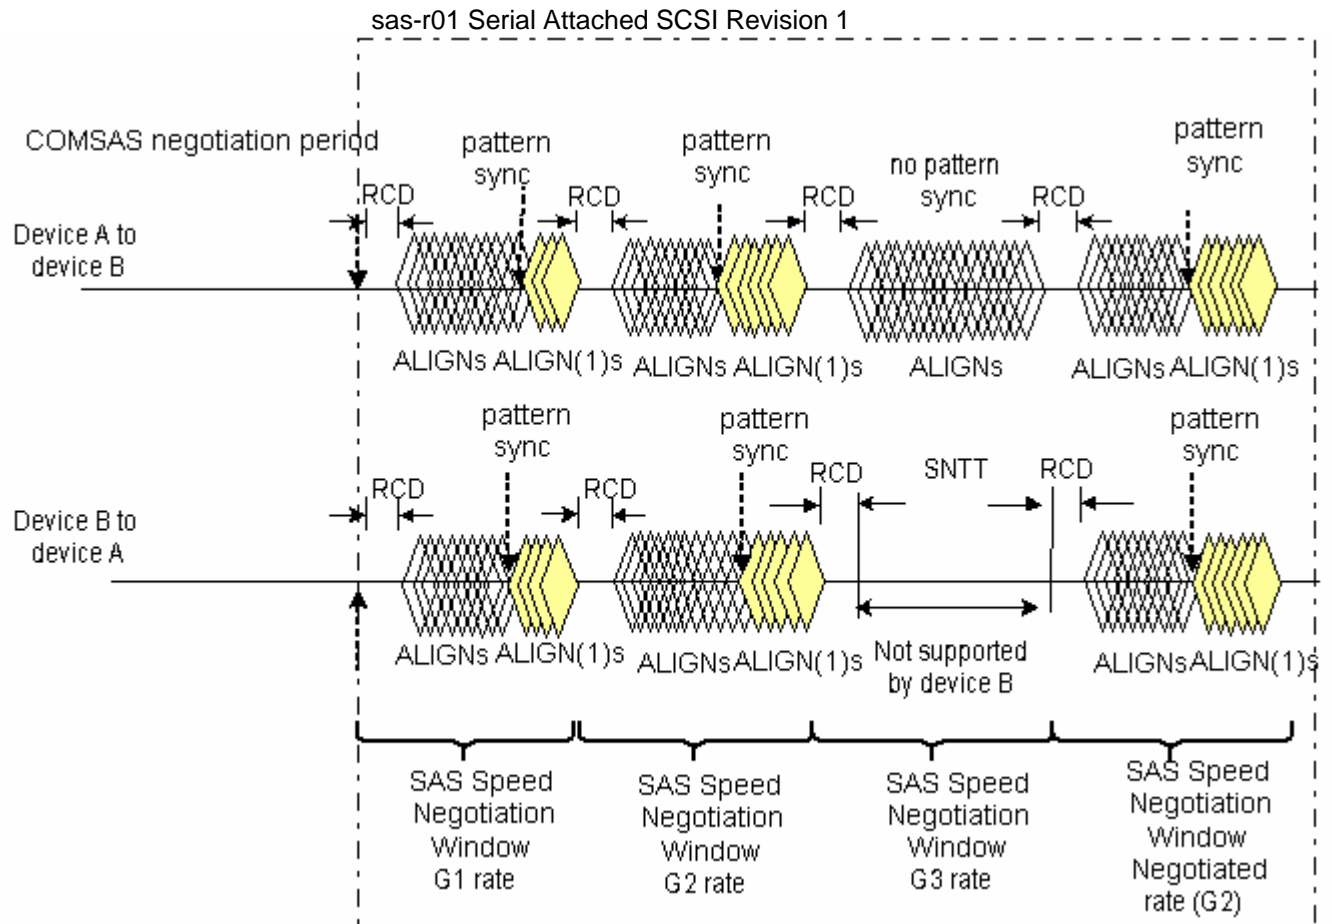 sas-r01 Serial Attached SCSI Revision 1
COMSAS negotiation period
pattern
sync
pattern
sync
no pattern
sync
pattern
sync
RCD
RCD
RCD
RCD
Device A to
device B
ALIGNs ALIGN(1)s
ALIGNs ALIGN(1)s
ALIGNs
ALIGNs ALIGN(1)s
pattern
sync
pattern
sync
pattern
sync
RCD
RCD
RCD
SNTT
RCD
Device B to
device A
ALIGNs ALIGN(1)s
ALIGNs ALIGN(1)s
Not supported
by device B
ALIGNs ALIGN(1)s
SAS Speed
Negotiation
Window
G1 rate
SAS Speed
Negotiation
Window
G2 rate
SAS Speed
Negotiation
Window
G3 rate
SAS Speed
Negotiation
Window
Negotiated
rate (G2)